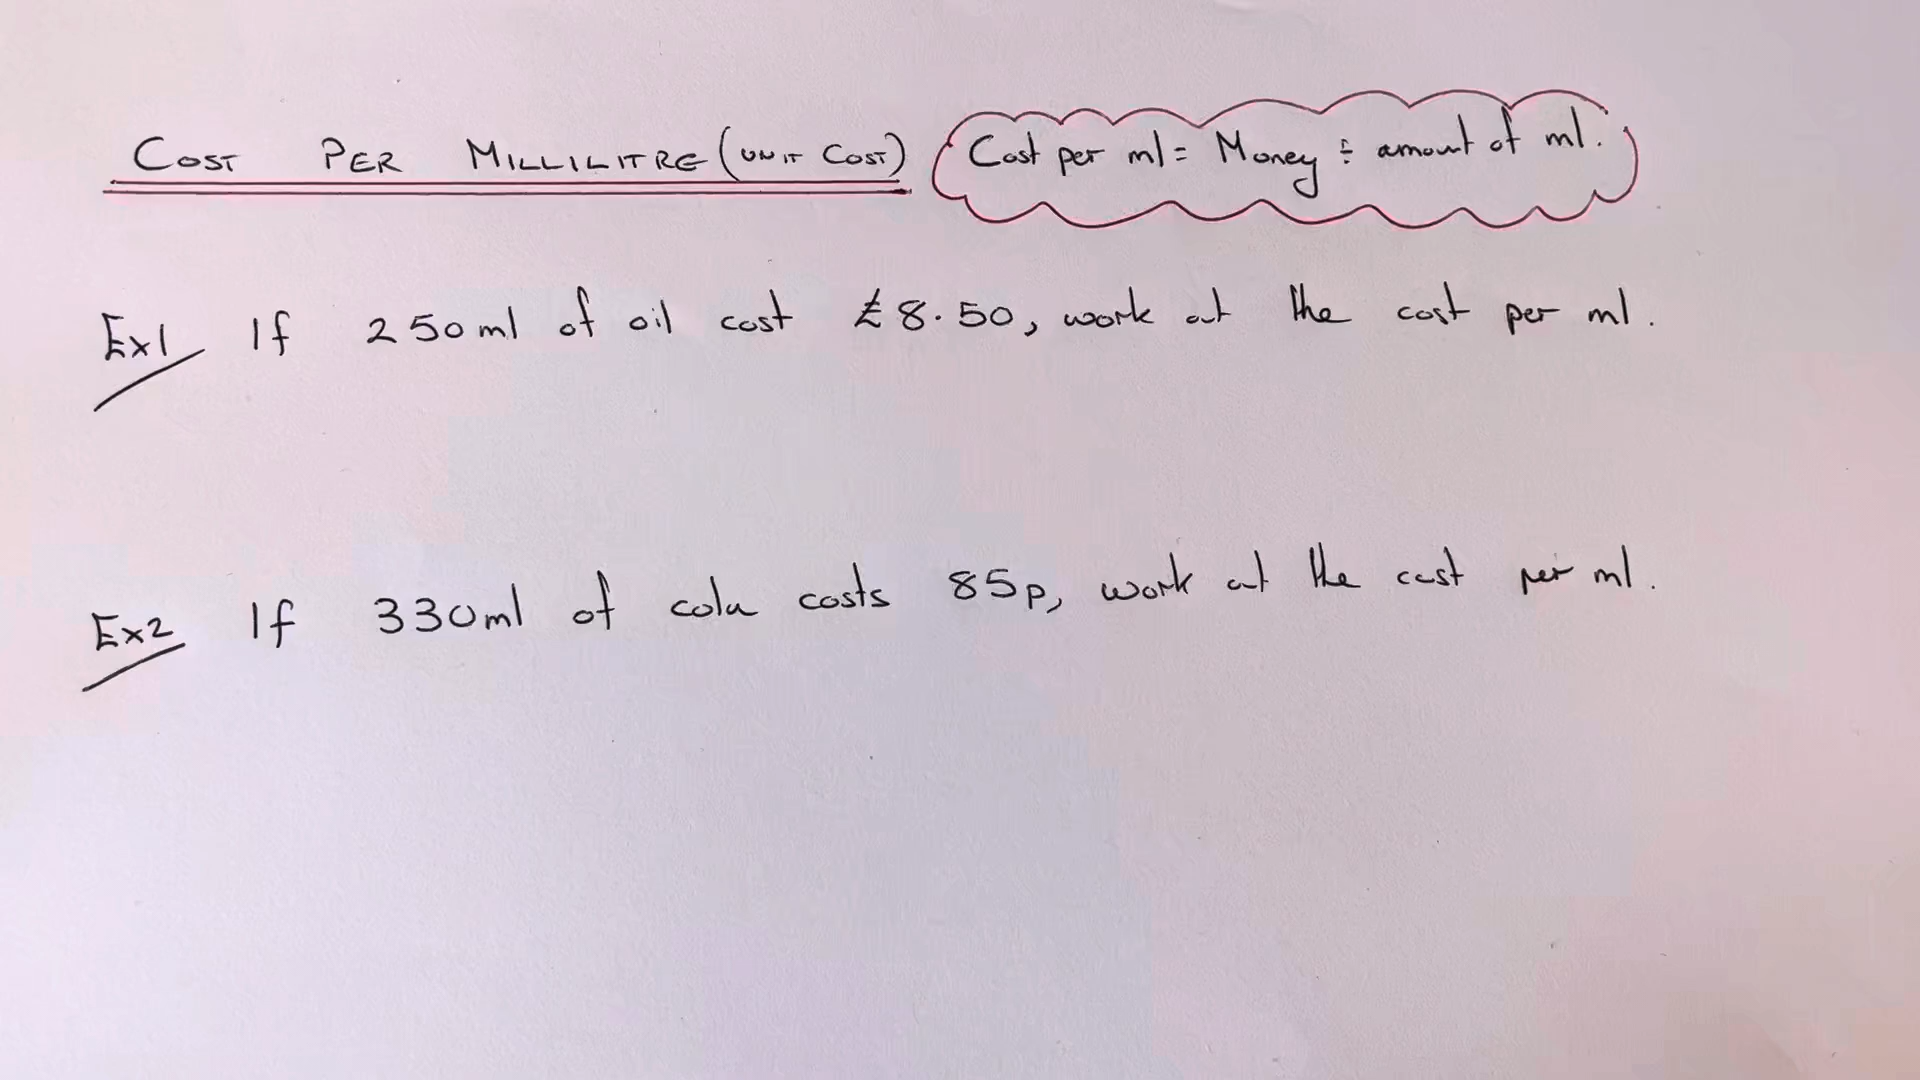 COST PER MILLILITRE (UNIT COST)
Cost per ml = Money ÷ amount of ml.
Ex1 If 250ml of oil cost £8.50, work out the cost per ml.
Ex2 If 330ml of cola costs 85p, work out the cost per ml.